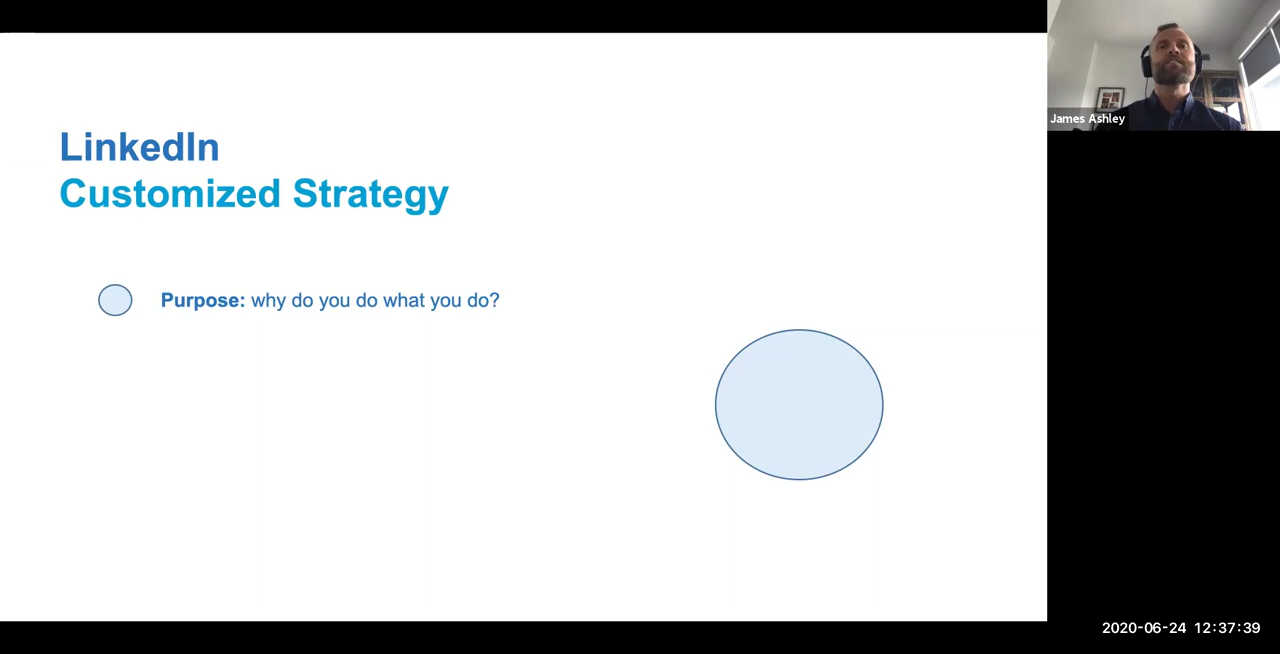 LinkedIn
Customized Strategy
Purpose: why do you do what you do?
James Ashley
2020-06-24 12:37:39